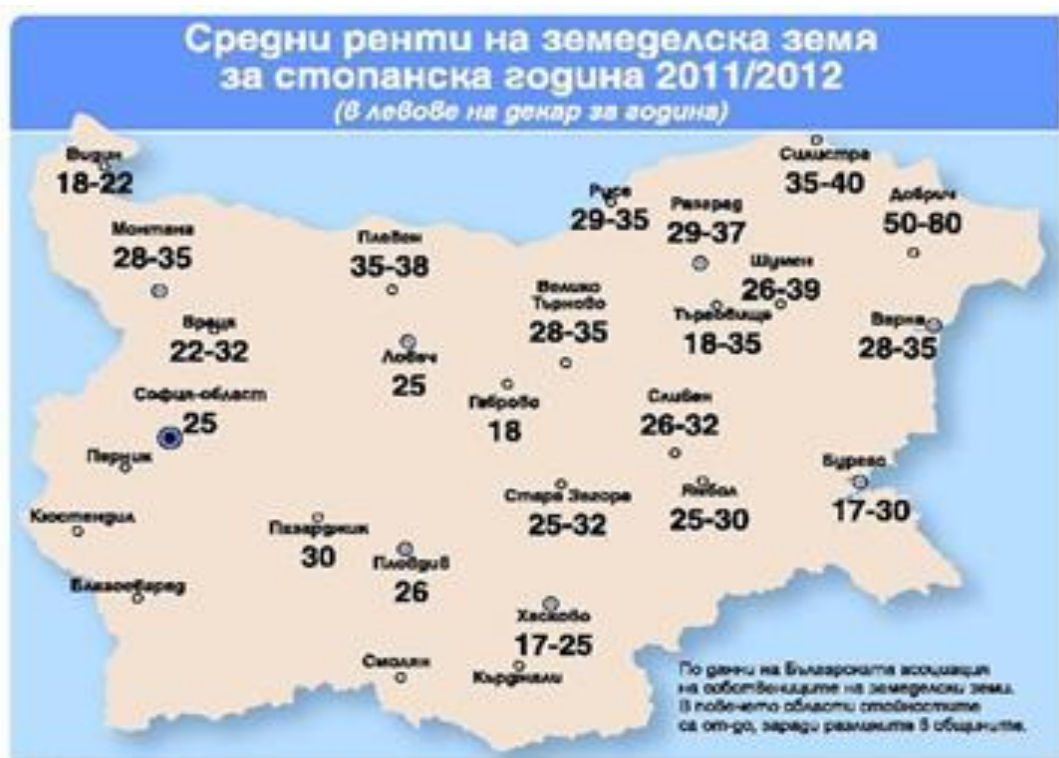 Средни ренти на земеделска земя
за стопанска година 2011/2012
(в левове на декар за година)
Видин
18-22
Монтана
28-35
Враца
22-32
София-област
25
Перник
Кюстендил
Благоевград
Плевен
35-38
Ловеч
25
Габрово
18
Велико
Търново
28-35
Русе
29-35
Разград
29-37
Силистра
35-40
Добрич
50-80
Шумен
26-39
Търговище
18-35
Варна
28-35
Сливен
26-32
Стара Загора
25-32
Ямбол
25-30
Бургас
17-30
Пазарджик
30
Пловдив
26
Хасково
17-25
Смолян
Кърджали
По данни на Българската асоциация
на собствениците на земеделски земи.
В повечето области стойностите
са от-до, заради разликите в общините.